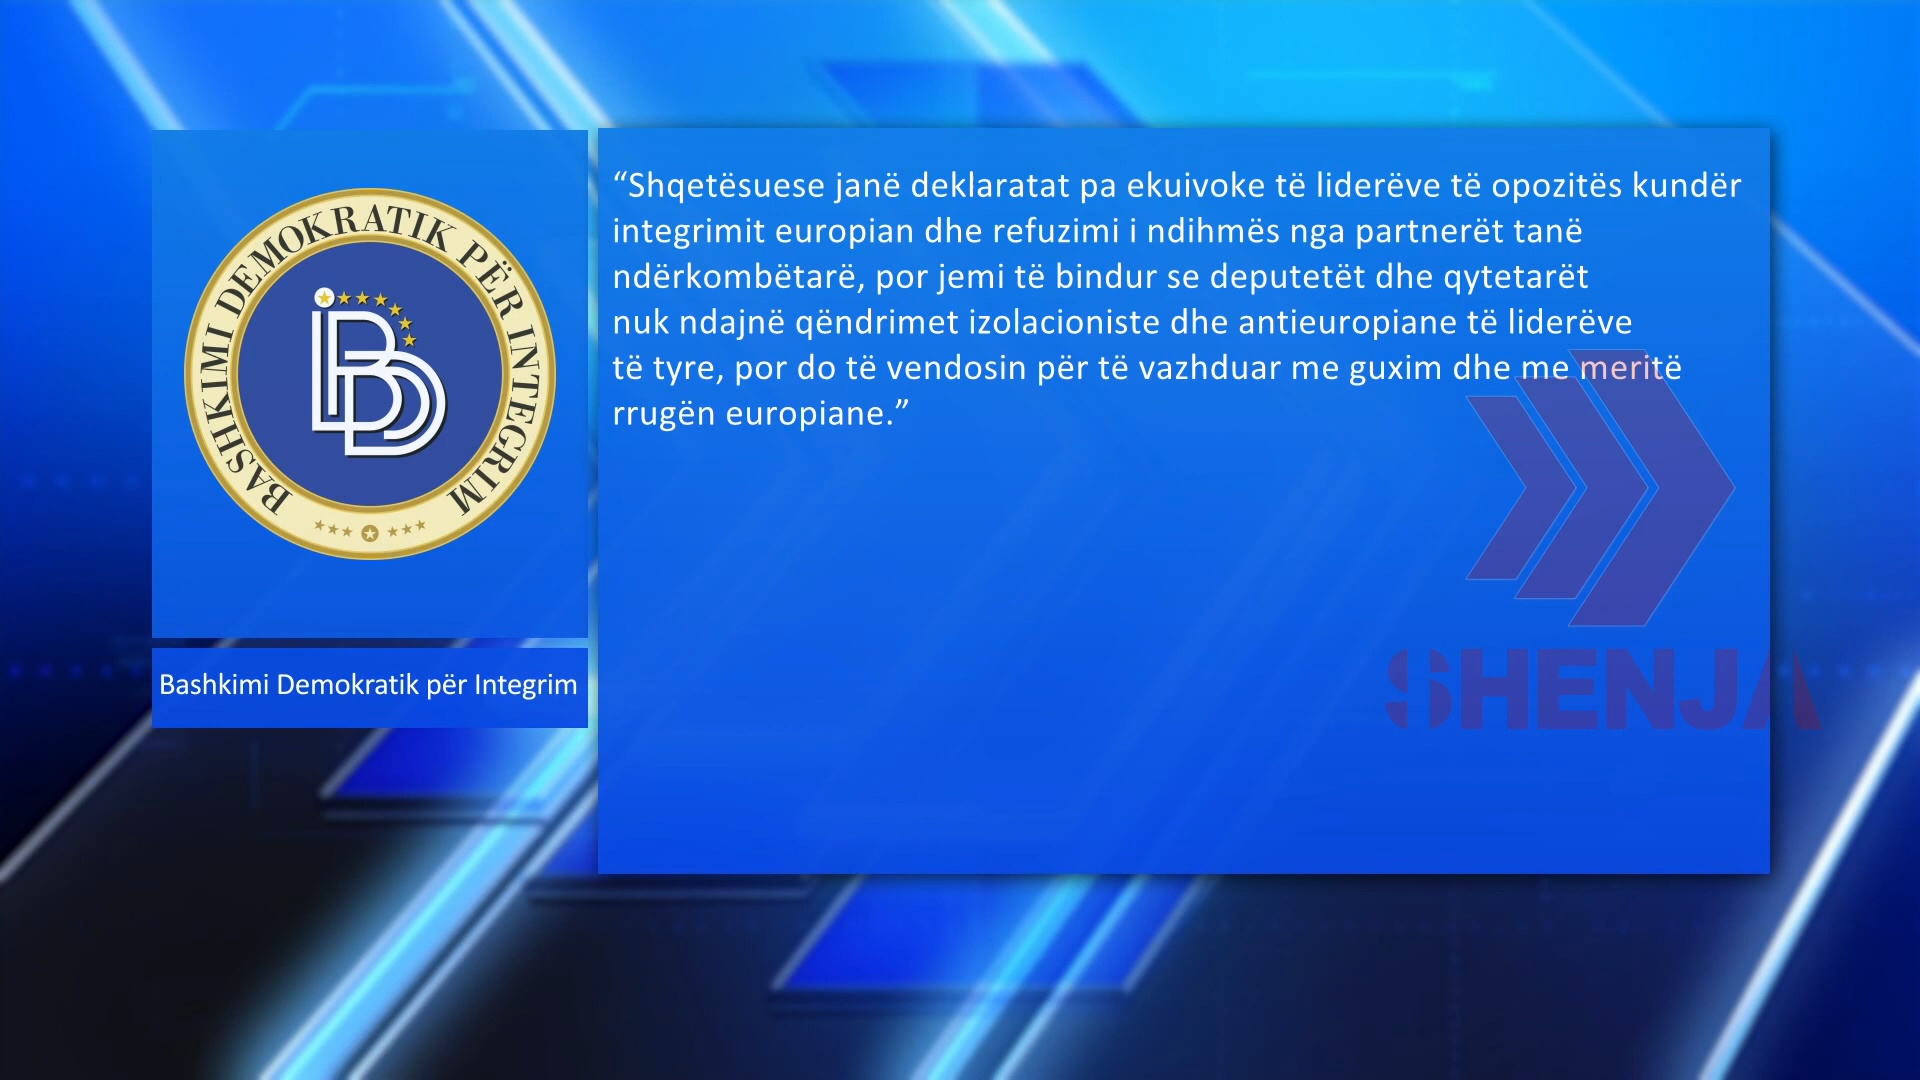 BASHKIMI DEMOKRATIK PËR INTEGRIM
BDI
Bashkimi Demokratik për Integrim
“Shqetësuese janë deklaratat pa ekuivoke të liderëve të opozitës kundër
integrimit europian dhe refuzimi i ndihmës nga partnerët tanë
ndërkombëtarë, por jemi të bindur se deputetët dhe qytetarët
nuk ndajnë qëndrimet izolacioniste dhe antieuropiane të liderëve
të tyre, por do të vendosin për të vazhduar me guxim dhe me meritë
rrugën europiane.”
SHENJA